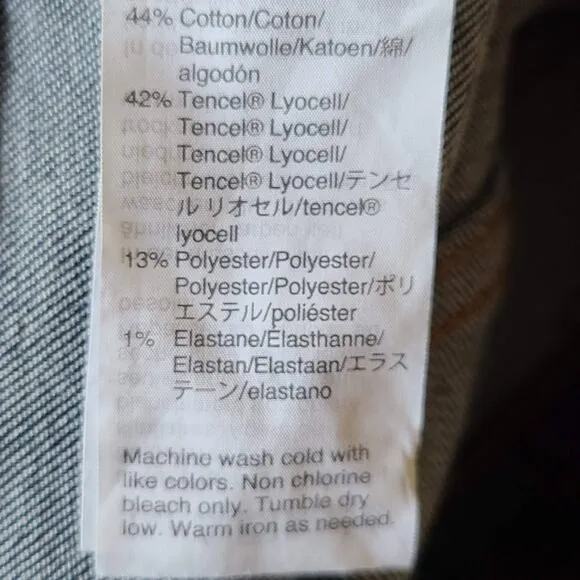 44% Cotton/Coton/
Baumwolle/Katoen/綿/
algodón
42% Tencel® Lyocell/
Tencel® Lyocell/
Tencel® Lyocell/
Tencel® Lyocell/テンセ
ル リオセル/tencel®
lyocell
13% Polyester/Polyester/
Polyester/Polyester/ポリ
エステル/poliéster
1% Elastane/Élasthanne/
Elastan/Elastaan/エラス
テーン/elastano
Machine wash cold with
like colors. Non chlorine
bleach only. Tumble dry
low. Warm iron as needed.